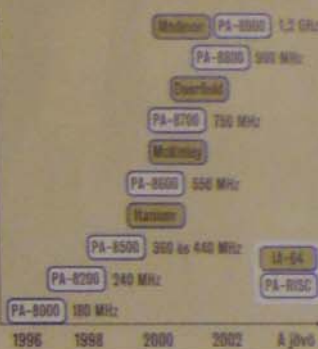 Madison PA-8900 1,2 GHz
PA-8800 900 MHz
Deerfield
PA-8700 750 MHz
McKinley
PA-8600 550 MHz
Itanium
PA-8500 360 és 440 MHz
IA-64
PA-8200 240 MHz
PA-RISC
PA-8000 180 MHz
1996 1998 2000 2002 A jövő